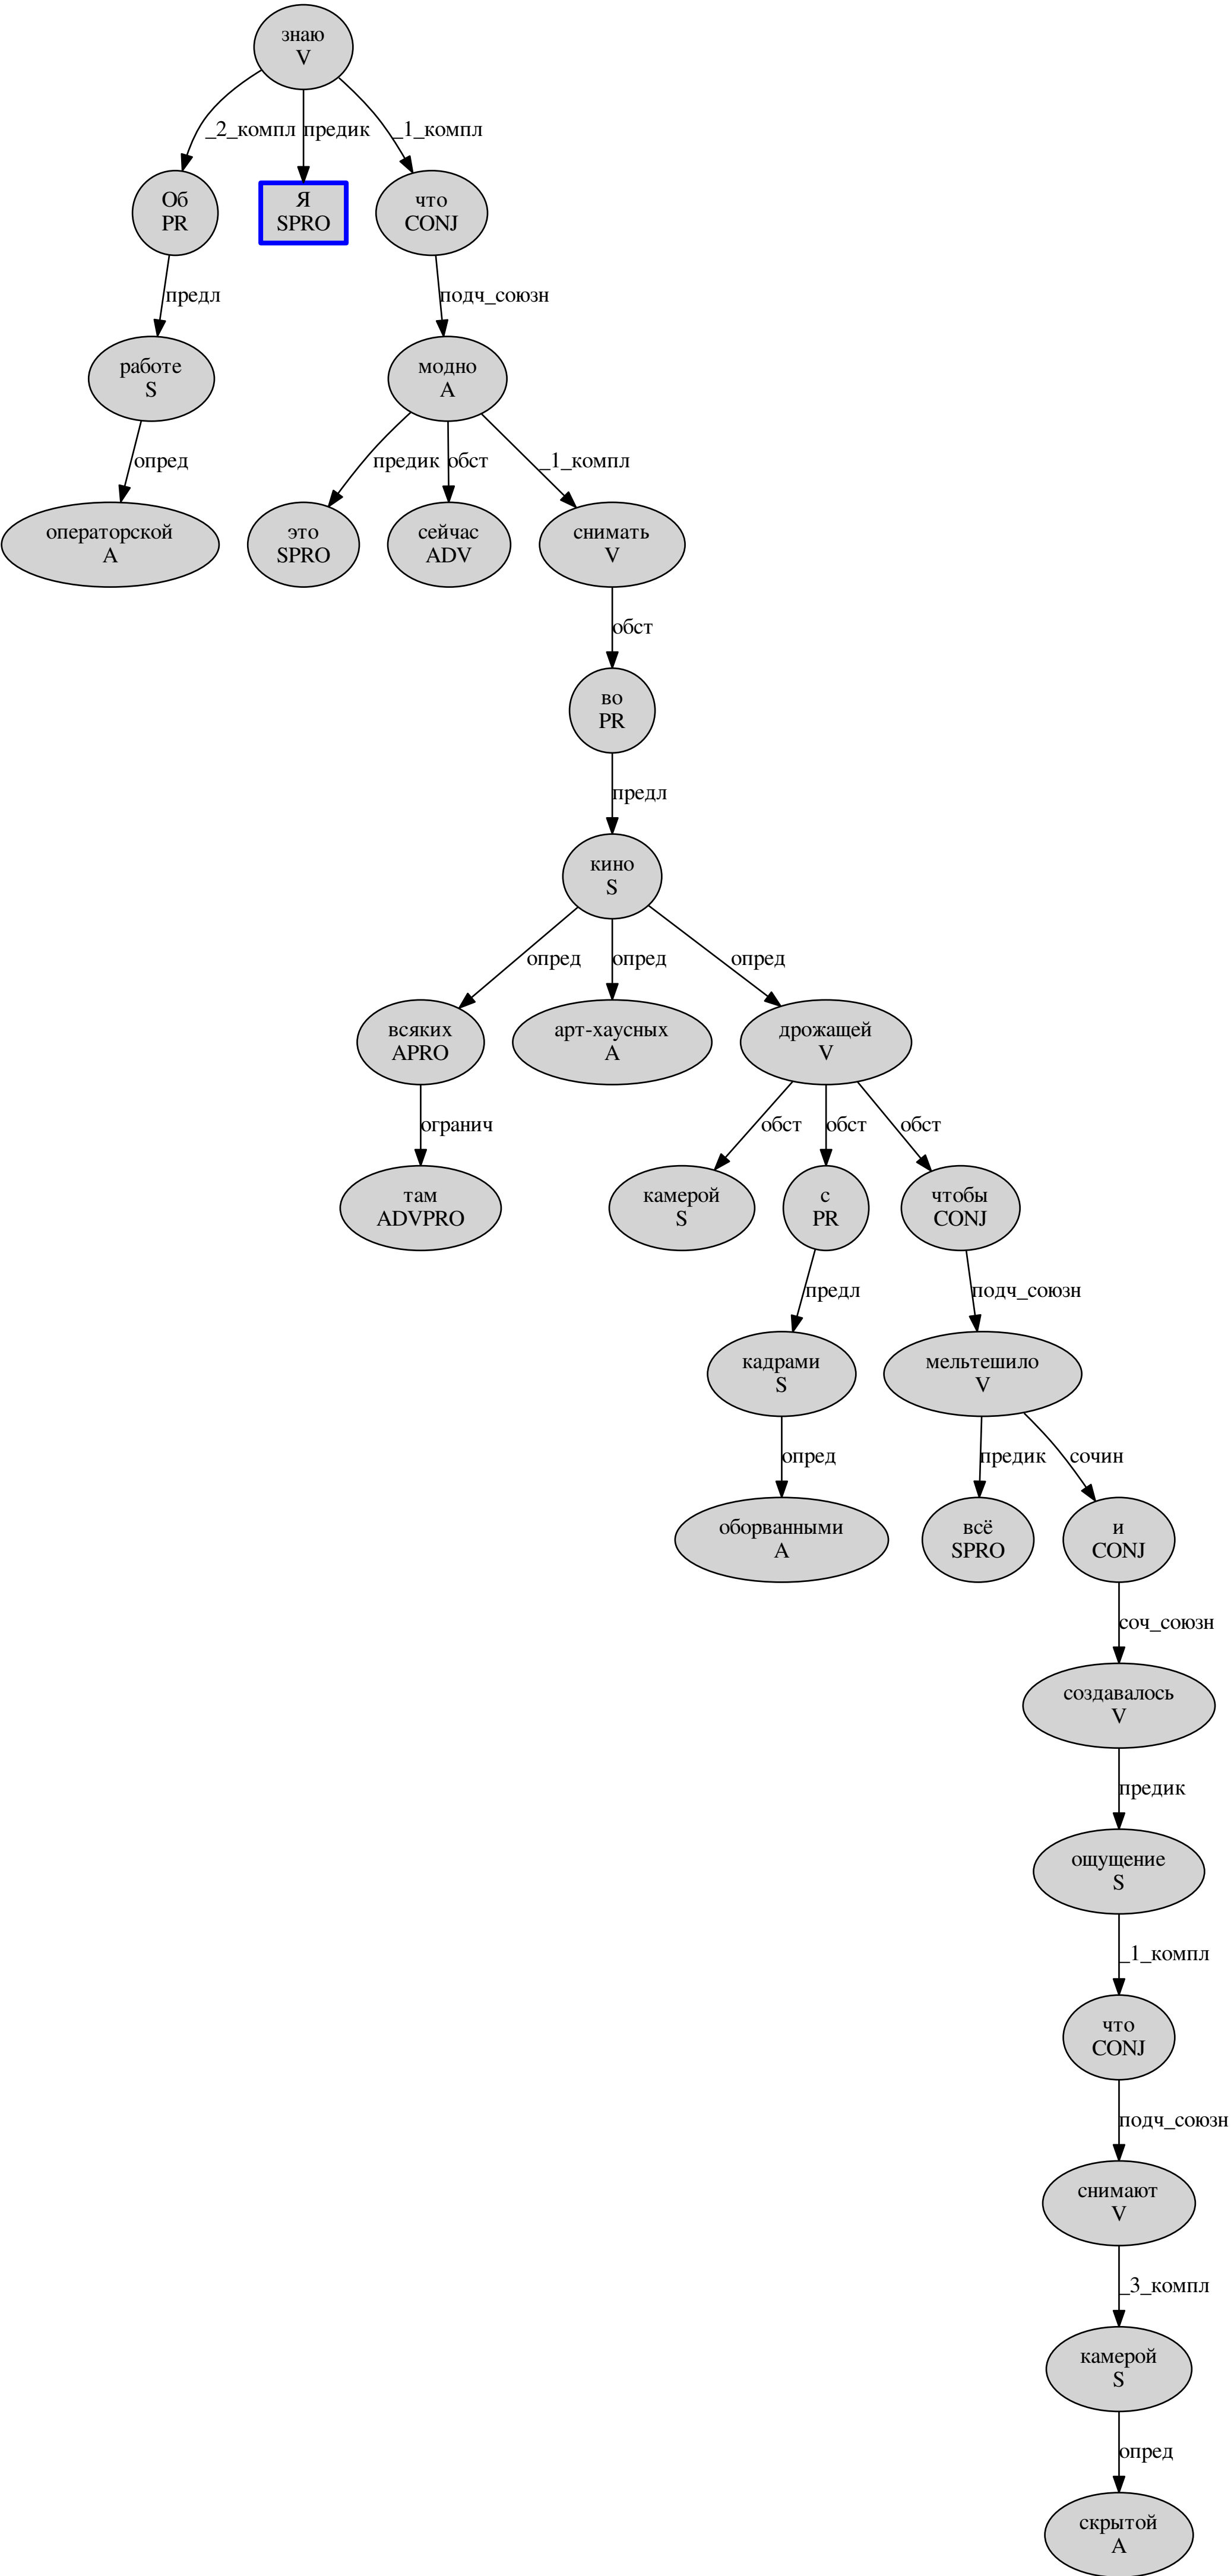 знаю
V
_2_компл
предик
_1_компл
Об
PR
Я
SPRO
что
CONJ
предл
подч_союзн
работе
S
модно
A
опред
предик
обст
_1_компл
операторской
A
это
SPRO
сейчас
ADV
снимать
V
обст
во
PR
предл
кино
S
опред
опред
опред
всяких
APRO
арт-хаусных
A
дрожащей
V
огранич
обст
обст
обст
там
ADVPRO
камерой
S
с
PR
чтобы
CONJ
предл
подч_союзн
кадрами
S
мельтешило
V
опред
предик
сочин
оборванными
A
всё
SPRO
и
CONJ
соч_союзн
создавалось
V
предик
ощущение
S
_1_компл
что
CONJ
подч_союзн
снимают
V
_3_компл
камерой
S
опред
скрытой
A